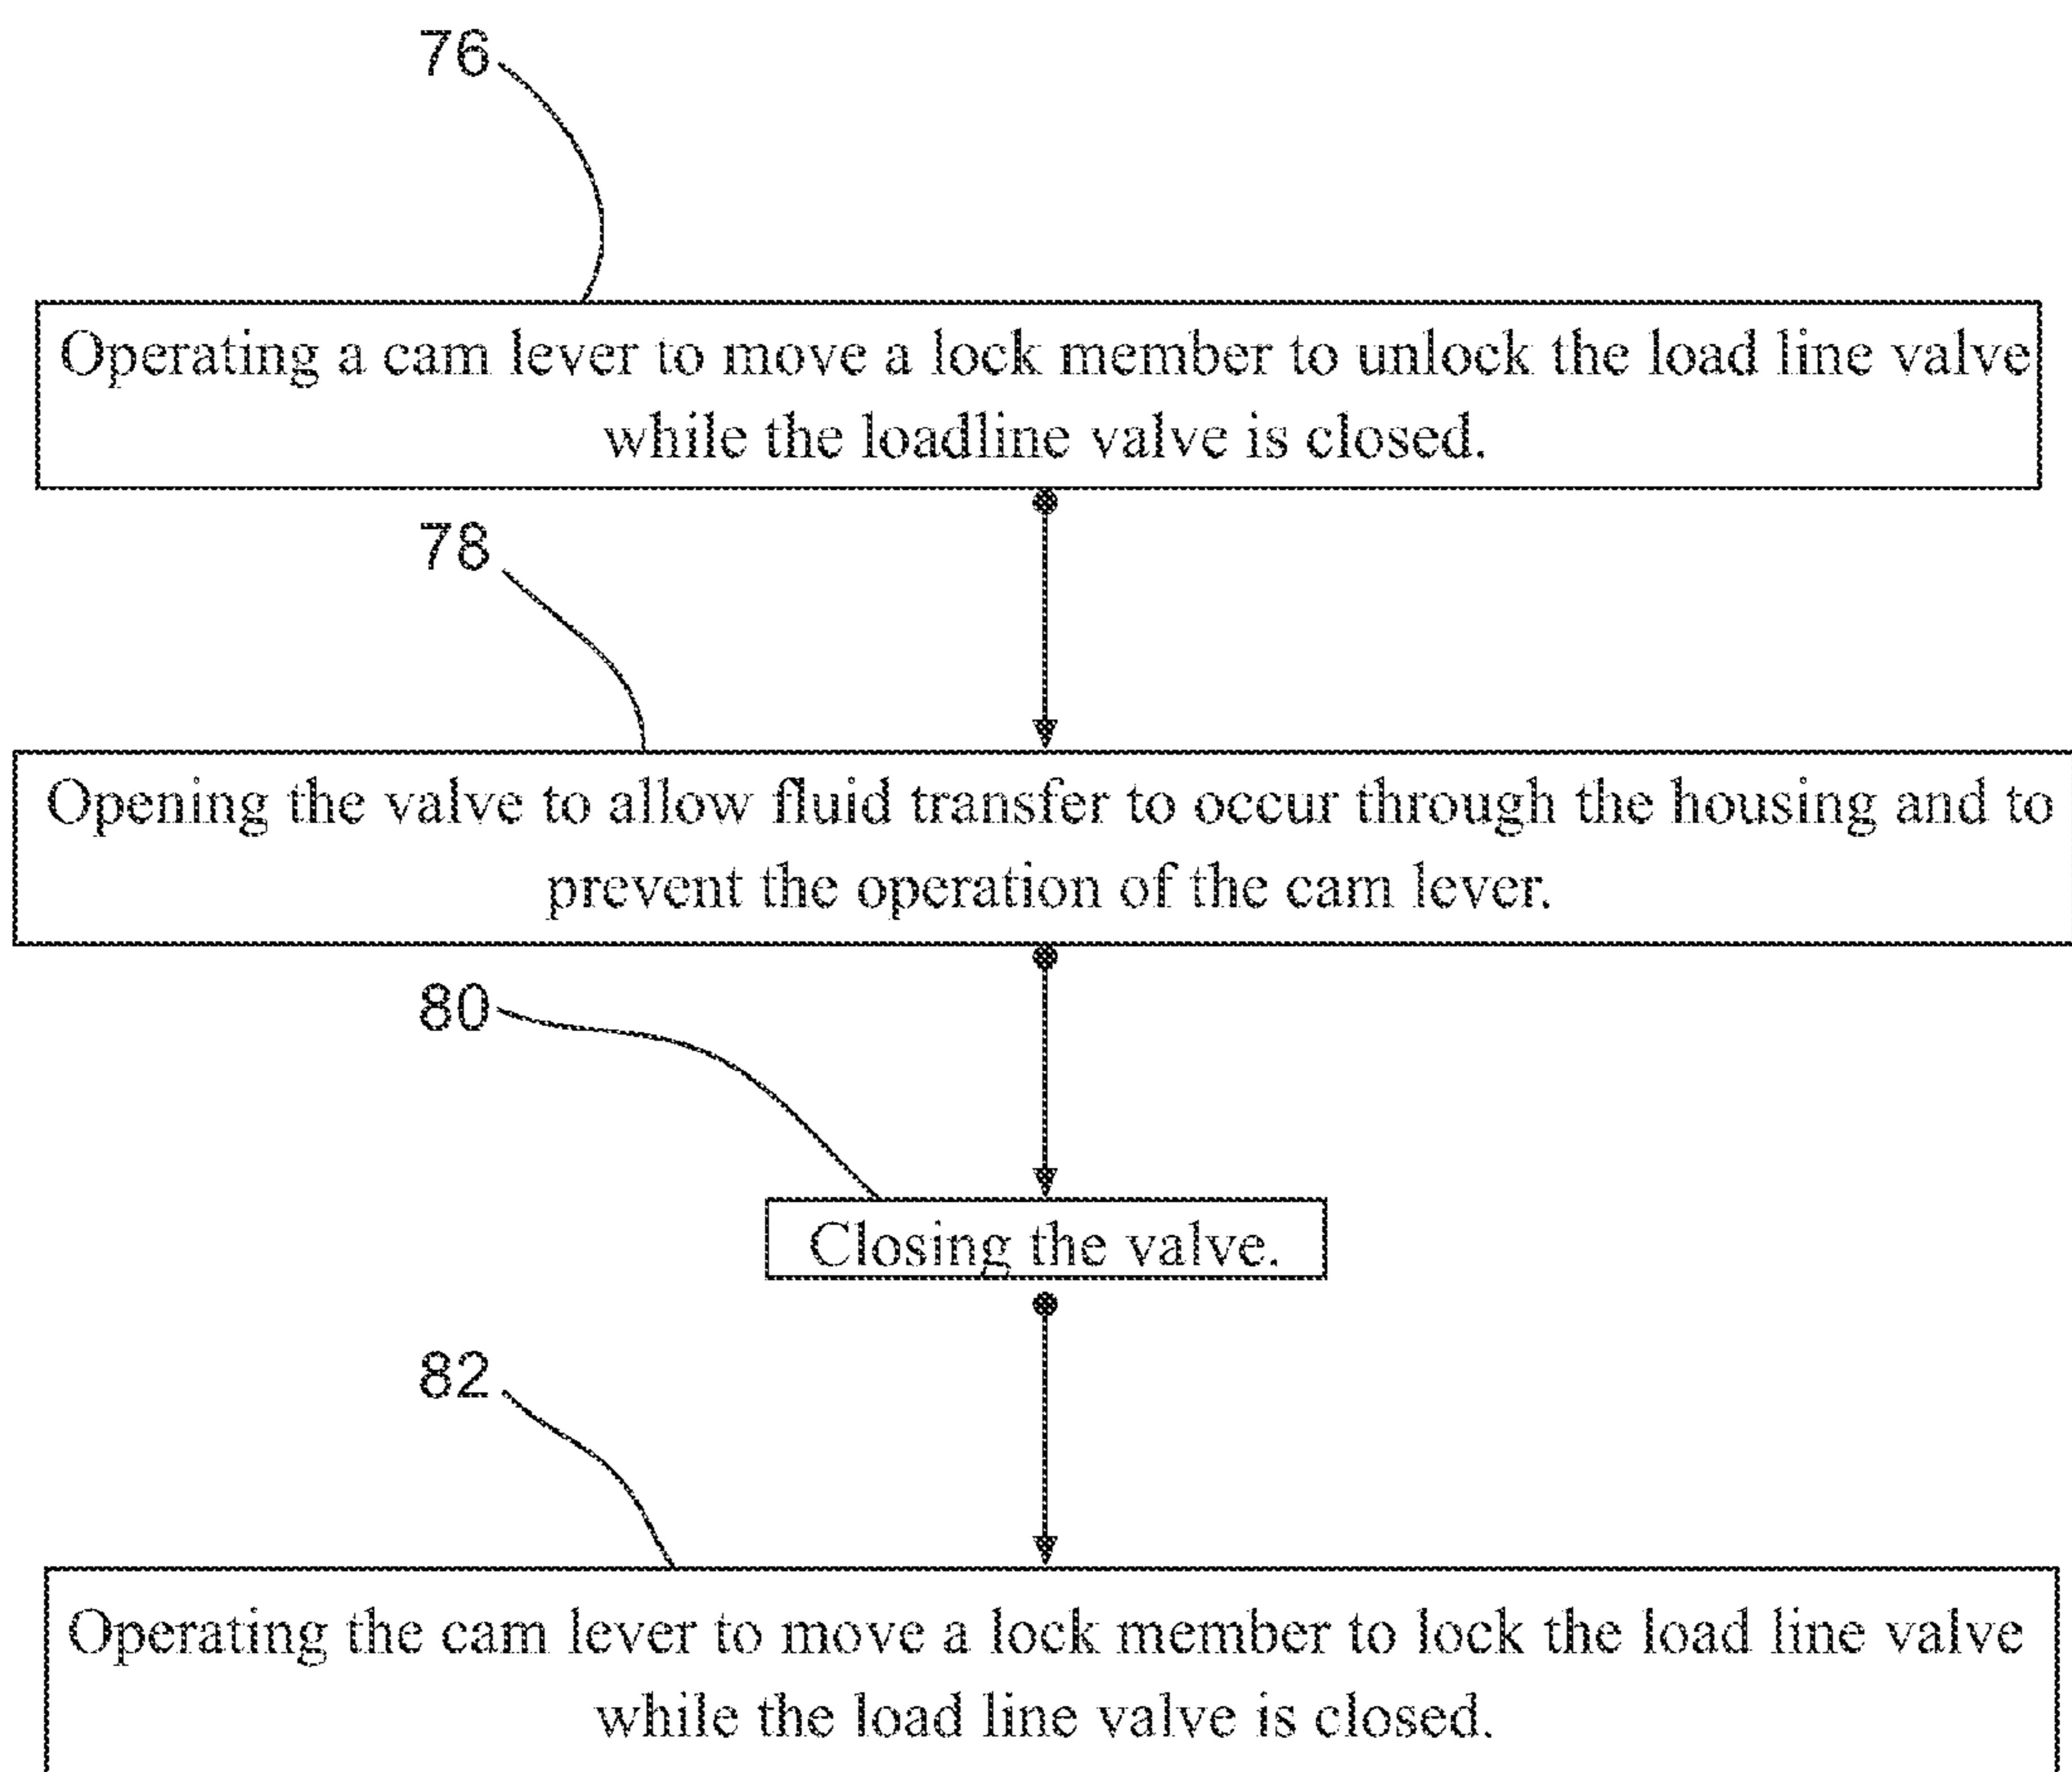 76
Operating a cam lever to move a lock member to unlock the load line valve
while the loadline valve is closed.
78
Opening the valve to allow fluid transfer to occur through the housing and to
prevent the operation of the cam lever.
80
Closing the valve.
82
Operating the cam lever to move a lock member to lock the load line valve
while the load line valve is closed.